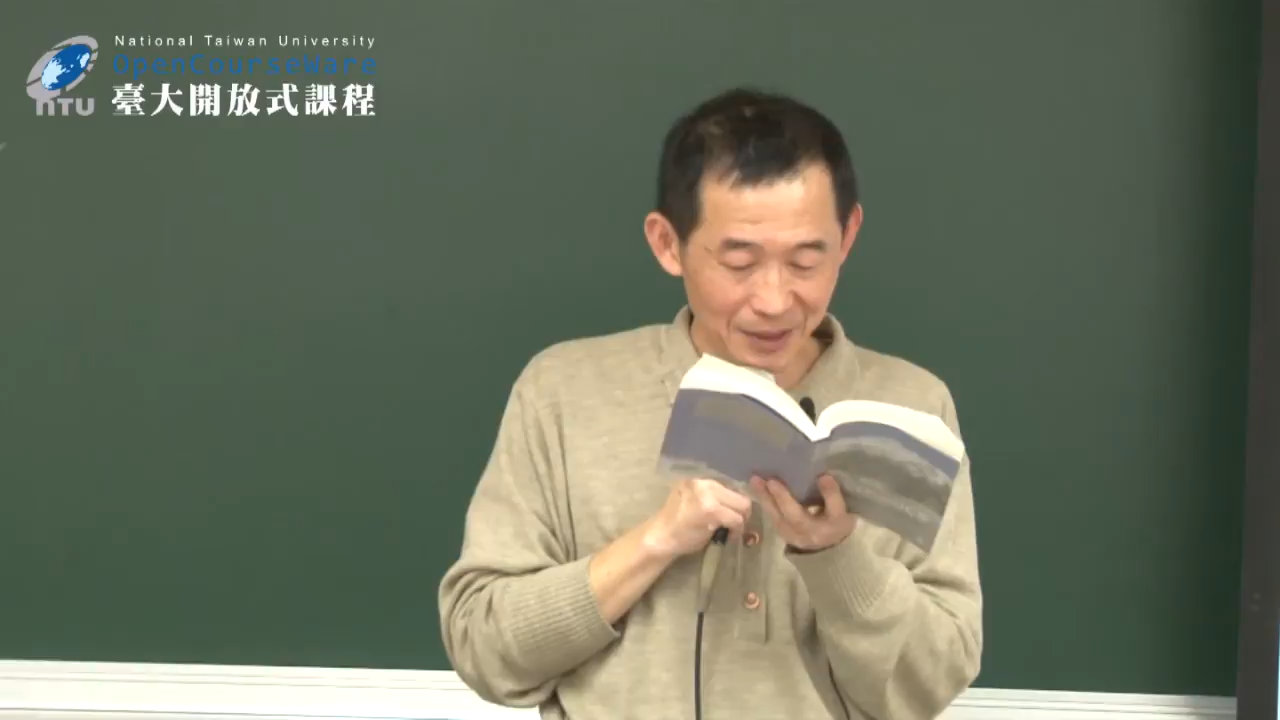 National Taiwan University
OpenCourseWare
臺大開放式課程
NTU